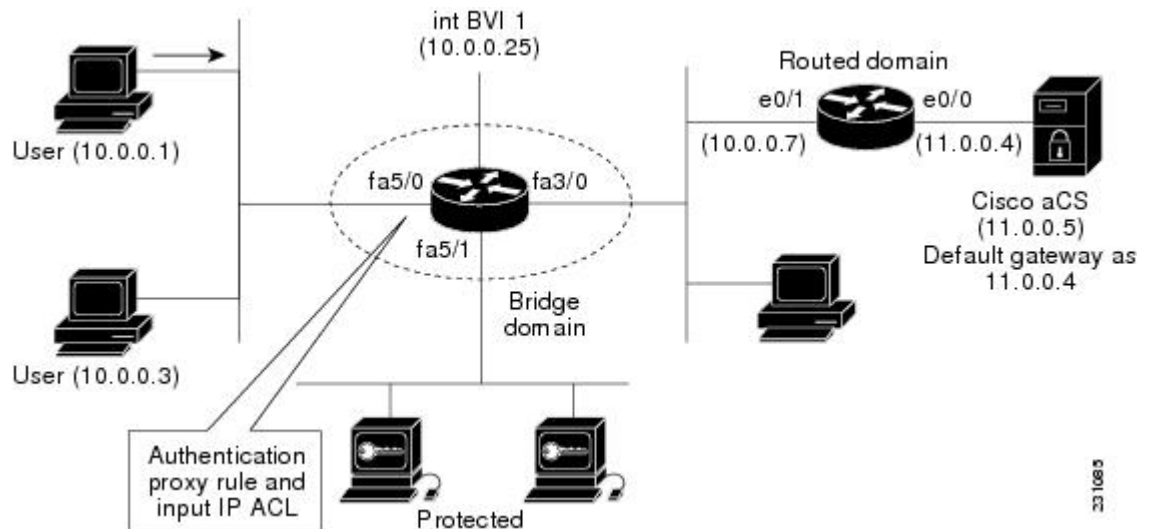 int BVI 1
(10.0.0.25)
User (10.0.0.1)
Routed domain
e0/1
e0/0
(10.0.0.7)
(11.0.0.4)
Cisco aCS
(11.0.0.5)
Default gateway as
11.0.0.4
fa5/0
fa3/0
fa5/1
Bridge
domain
User (10.0.0.3)
Authentication
proxy rule and
input IP ACL
Protected
231085